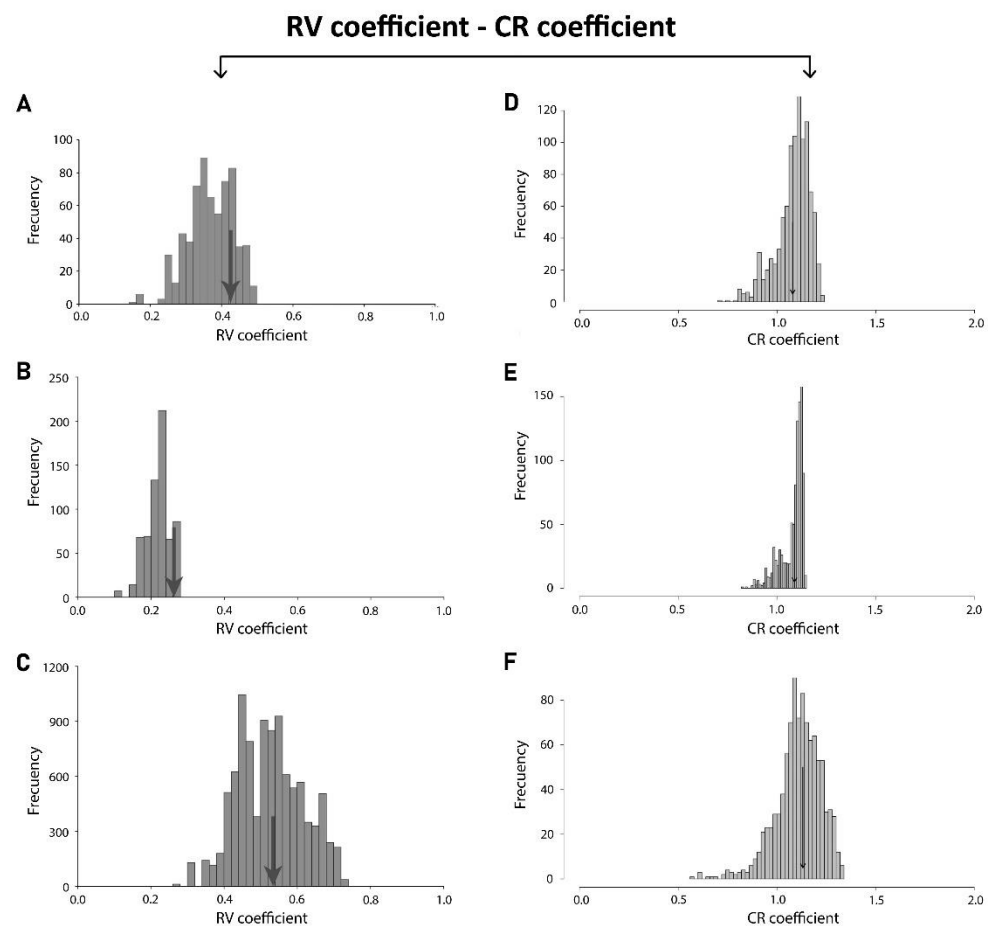 RV coefficient - CR coefficient
A
100
80
60
40
20
0
Frecuency
0.0 0.2 0.4 0.6 0.8 1.0
RV coefficient
D
120
100
80
60
40
20
0
Frecuency
0.0 0.5 1.0 1.5 2.0
CR coefficient
B
250
200
150
100
50
0
Frecuency
0.0 0.2 0.4 0.6 0.8 1.0
RV coefficient
E
150
100
50
0
Frecuency
0.0 0.5 1.0 1.5 2.0
CR coefficient
C
1200
900
600
300
0
Frecuency
0.0 0.2 0.4 0.6 0.8 1.0
RV coefficient
F
80
60
40
20
0
Frecuency
0.0 0.5 1.0 1.5 2.0
CR coefficient